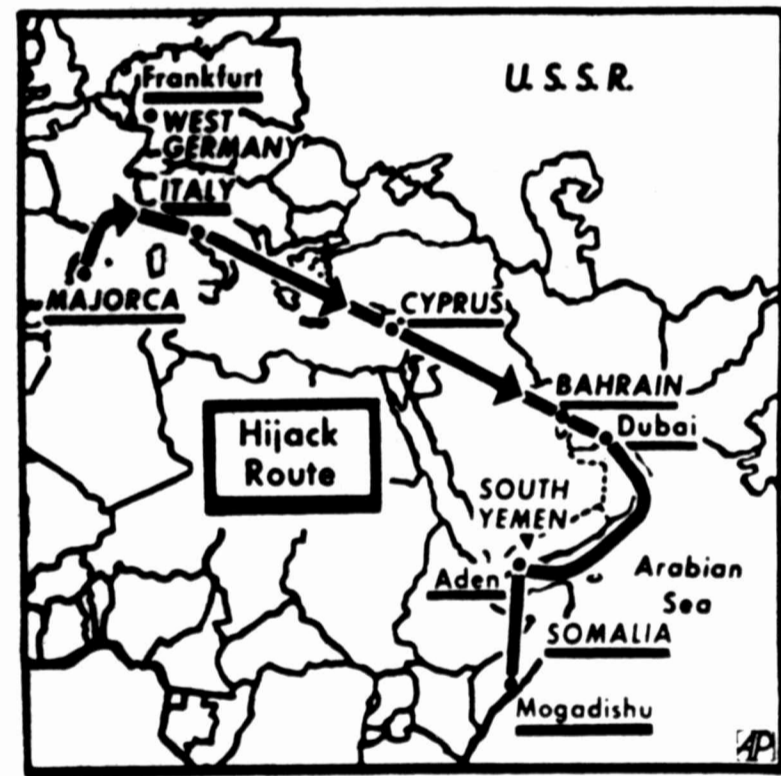 Frankfurt
U.S.S.R.
WEST
GERMANY
ITALY
MAJORCA
CYPRUS
BAHRAIN
Dubai
Hijack
Route
SOUTH
YEMEN
Aden
Arabian
Sea
SOMALIA
Mogadishu
AP